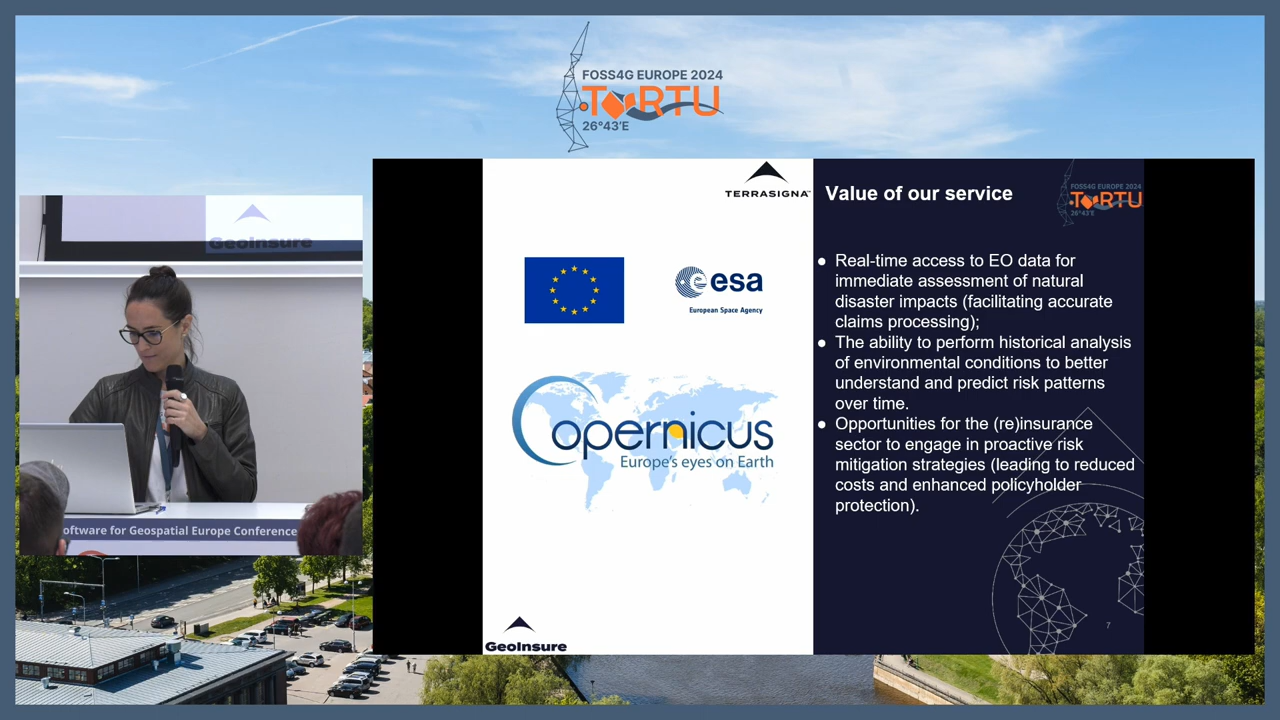 FOSS4G EUROPE 2024
TORTU
26°43'E
GeoInsure
oftware for Geospatial Europe Conference
TERRASIGNA
esa
European Space Agency
Copernicus
Europe's eyes on Earth
GeoInsure
Value of our service
FOSS4G EUROPE 2024
TORTU
26°43'E
● Real-time access to EO data for
immediate assessment of natural
disaster impacts (facilitating accurate
claims processing);
● The ability to perform historical analysis
of environmental conditions to better
understand and predict risk patterns
over time.
● Opportunities for the (re)insurance
sector to engage in proactive risk
mitigation strategies (leading to reduced
costs and enhanced policyholder
protection).
7